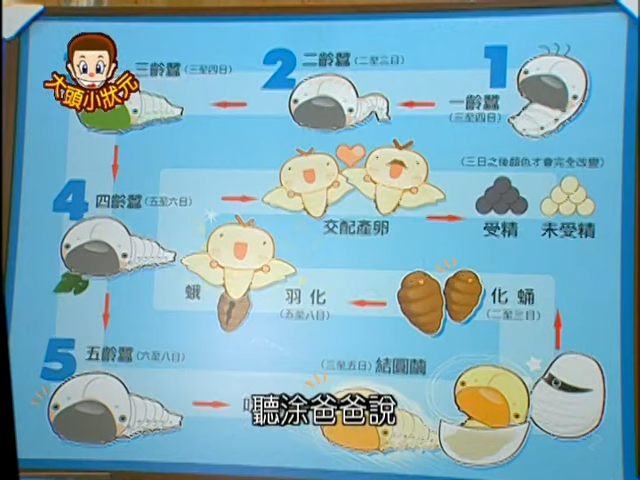 大頭小狀元
三齡蠶(三至四日)
2 二齡蠶(二至三日)
1
一齡蠶
(三至四日)
4 四齡蠶(五至六日)
交配產卵
(三日之後顏色才會完全改變)
受精 未受精
蛾
羽化
(五至八日)
化蛹
(二至三日)
5 五齡蠶(六至八日)
(三至五日)結圓繭
聽涂爸爸說